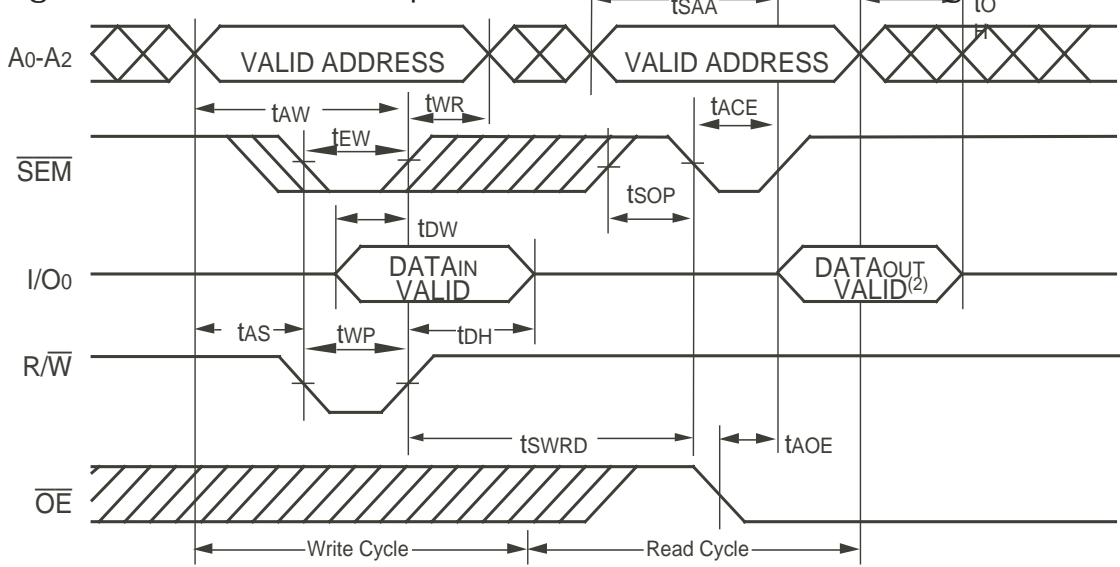 tSAA
tOH
A0-A2
VALID ADDRESS
VALID ADDRESS
tAW
tWR
tACE
tEW
SEM
tSOP
tDW
I/O0
DATAIN
VALID
DATAOUT
VALID(2)
tAS
tWP
tDH
R/W
tSWRD
tAOE
OE
Write Cycle
Read Cycle